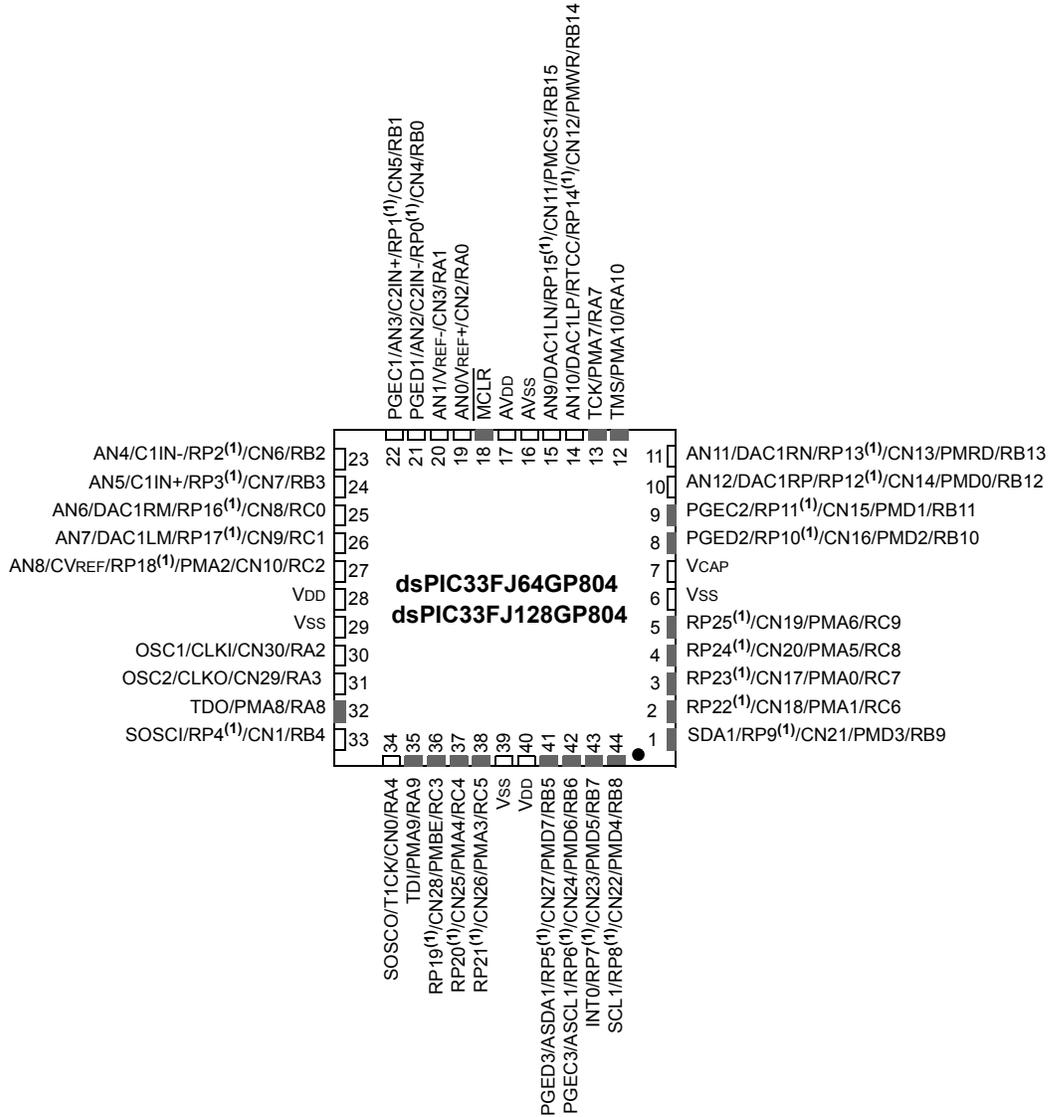 PGEC1/AN3/C2IN+/RP1(1)/CN5/RB1
PGED1/AN2/C2IN-/RP0(1)/CN4/RB0
AN1/VREF-/CN3/RA1
AN0/VREF+/CN2/RA0
MCLR
AVDD
AVSS
AN9/DAC1LN/RP15(1)/CN11/PMCS1/RB15
AN10/DAC1LP/RTCC/RP14(1)/CN12/PMWR/RB14
TCK/PMA7/RA7
TMS/PMA10/RA10
22
21
20
19
18
17
16
15
14
13
12
AN4/C1IN-/RP2(1)/CN6/RB2 23
AN5/C1IN+/RP3(1)/CN7/RB3 24
AN6/DAC1RM/RP16(1)/CN8/RC0 25
AN7/DAC1LM/RP17(1)/CN9/RC1 26
AN8/CVREF/RP18(1)/PMA2/CN10/RC2 27
VDD 28
VSS 29
OSC1/CLKI/CN30/RA2 30
OSC2/CLKO/CN29/RA3 31
TDO/PMA8/RA8 32
SOSCI/RP4(1)/CN1/RB4 33
dsPIC33FJ64GP804
dsPIC33FJ128GP804
11 AN11/DAC1RN/RP13(1)/CN13/PMRD/RB13
10 AN12/DAC1RP/RP12(1)/CN14/PMD0/RB12
9 PGEC2/RP11(1)/CN15/PMD1/RB11
8 PGED2/RP10(1)/CN16/PMD2/RB10
7 VCAP
6 VSS
5 RP25(1)/CN19/PMA6/RC9
4 RP24(1)/CN20/PMA5/RC8
3 RP23(1)/CN17/PMA0/RC7
2 RP22(1)/CN18/PMA1/RC6
1 SDA1/RP9(1)/CN21/PMD3/RB9
34
35
36
37
38
39
40
41
42
43
44
SOSCO/T1CK/CN0/RA4
TDI/PMA9/RA9
RP19(1)/CN28/PMBE/RC3
RP20(1)/CN25/PMA4/RC4
RP21(1)/CN26/PMA3/RC5
VSS
VDD
PGED3/ASDA1/RP5(1)/CN27/PMD7/RB5
PGEC3/ASCL1/RP6(1)/CN24/PMD6/RB6
INT0/RP7(1)/CN23/PMD5/RB7
SCL1/RP8(1)/CN22/PMD4/RB8